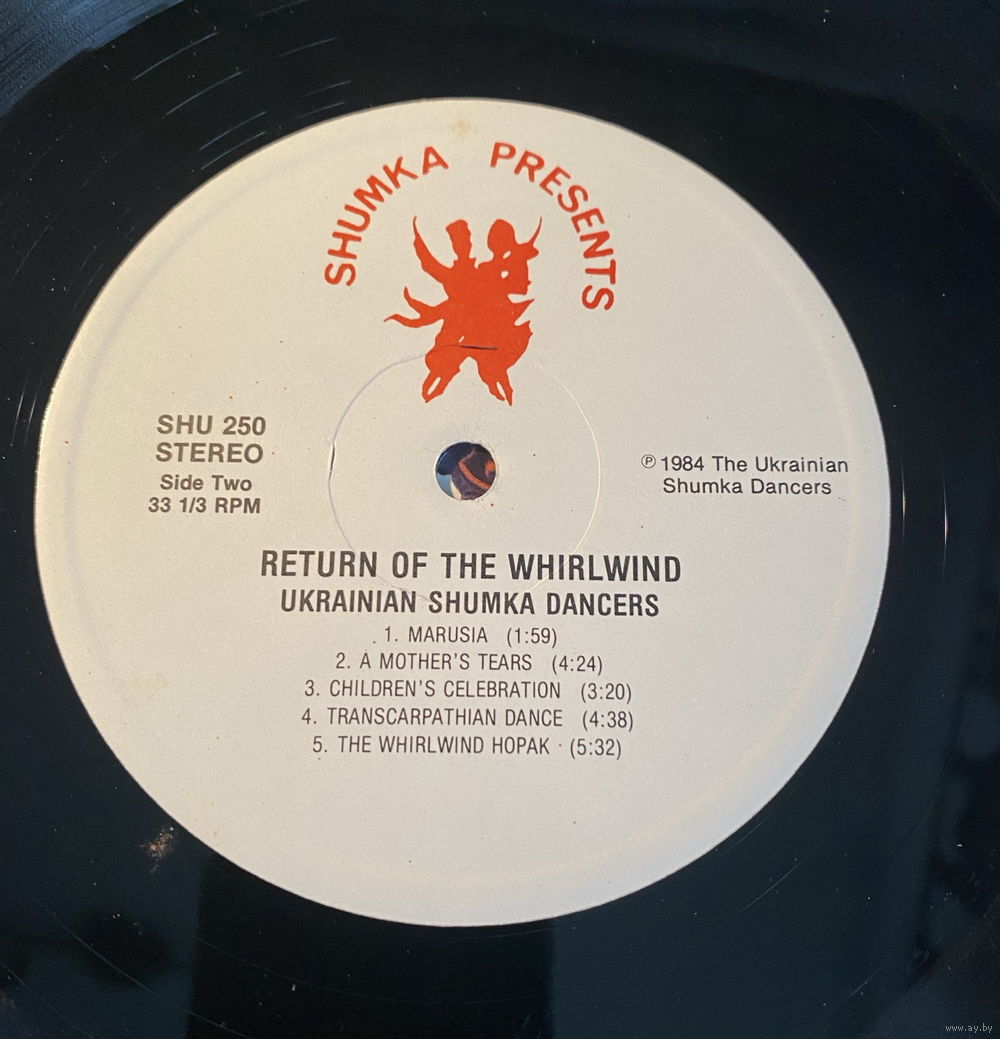 SHUMKA PRESENTS
SHU 250
STEREO
Side Two
33 1/3 RPM
℗ 1984 The Ukrainian
Shumka Dancers
RETURN OF THE WHIRLWIND
UKRAINIAN SHUMKA DANCERS
1. MARUSIA (1:59)
2. A MOTHER'S TEARS (4:24)
3. CHILDREN'S CELEBRATION (3:20)
4. TRANSCARPATHIAN DANCE (4:38)
5. THE WHIRLWIND HOPAK (5:32)
www.ay.by